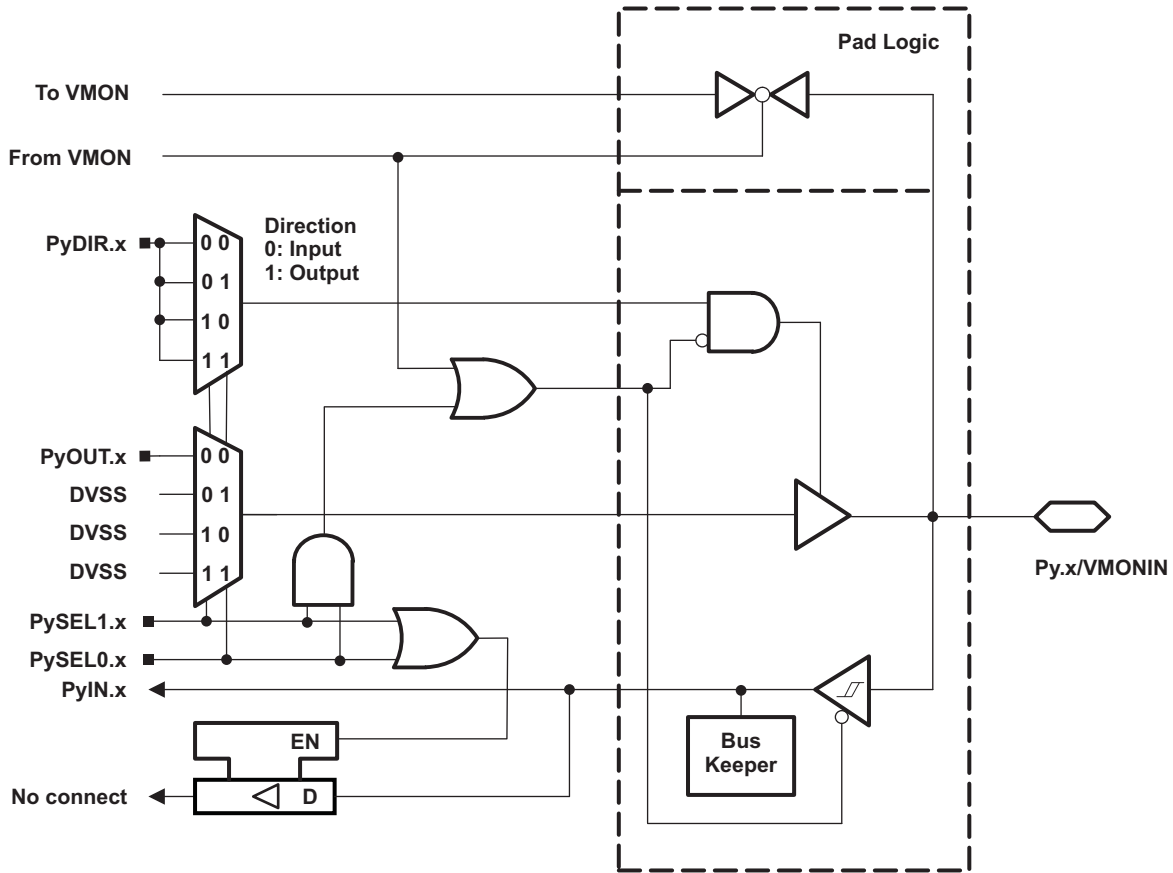 Pad Logic
To VMON
From VMON
PyDIR.x
0 0
0 1
1 0
1 1
Direction
0: Input
1: Output
PyOUT.x
DVSS
DVSS
DVSS
0 0
0 1
1 0
1 1
Py.x/VMONIN
PySEL1.x
PySEL0.x
PyIN.x
EN
D
No connect
Bus
Keeper